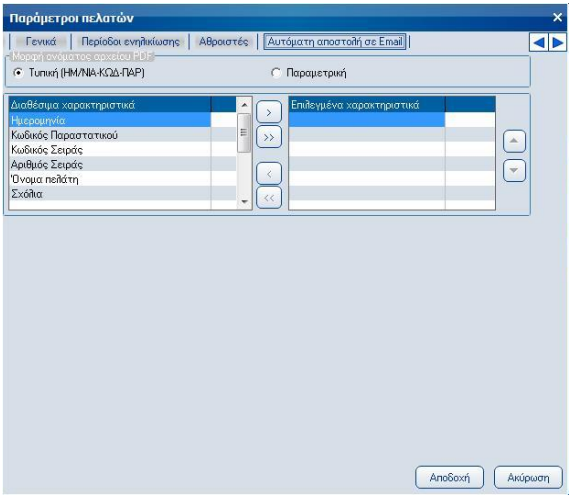 Παράμετροι πελατών
Γενικά Περίοδοι ενηλικίωσης Αθροιστές Αυτόματη αποστολή σε Email
Μορφή ονόματος αρχείου PDF
Τυπική (ΗΜ/ΝΙΑ-ΚΩΔ-ΠΑΡ) Παραμετρική
Διαθέσιμα χαρακτηριστικά Επιλεγμένα χαρακτηριστικά
Ημερομηνία
Κωδικός Παραστατικού
Κωδικός Σειράς
Αριθμός Σειράς
Όνομα πελάτη
Σχόλια
Αποδοχή Ακύρωση